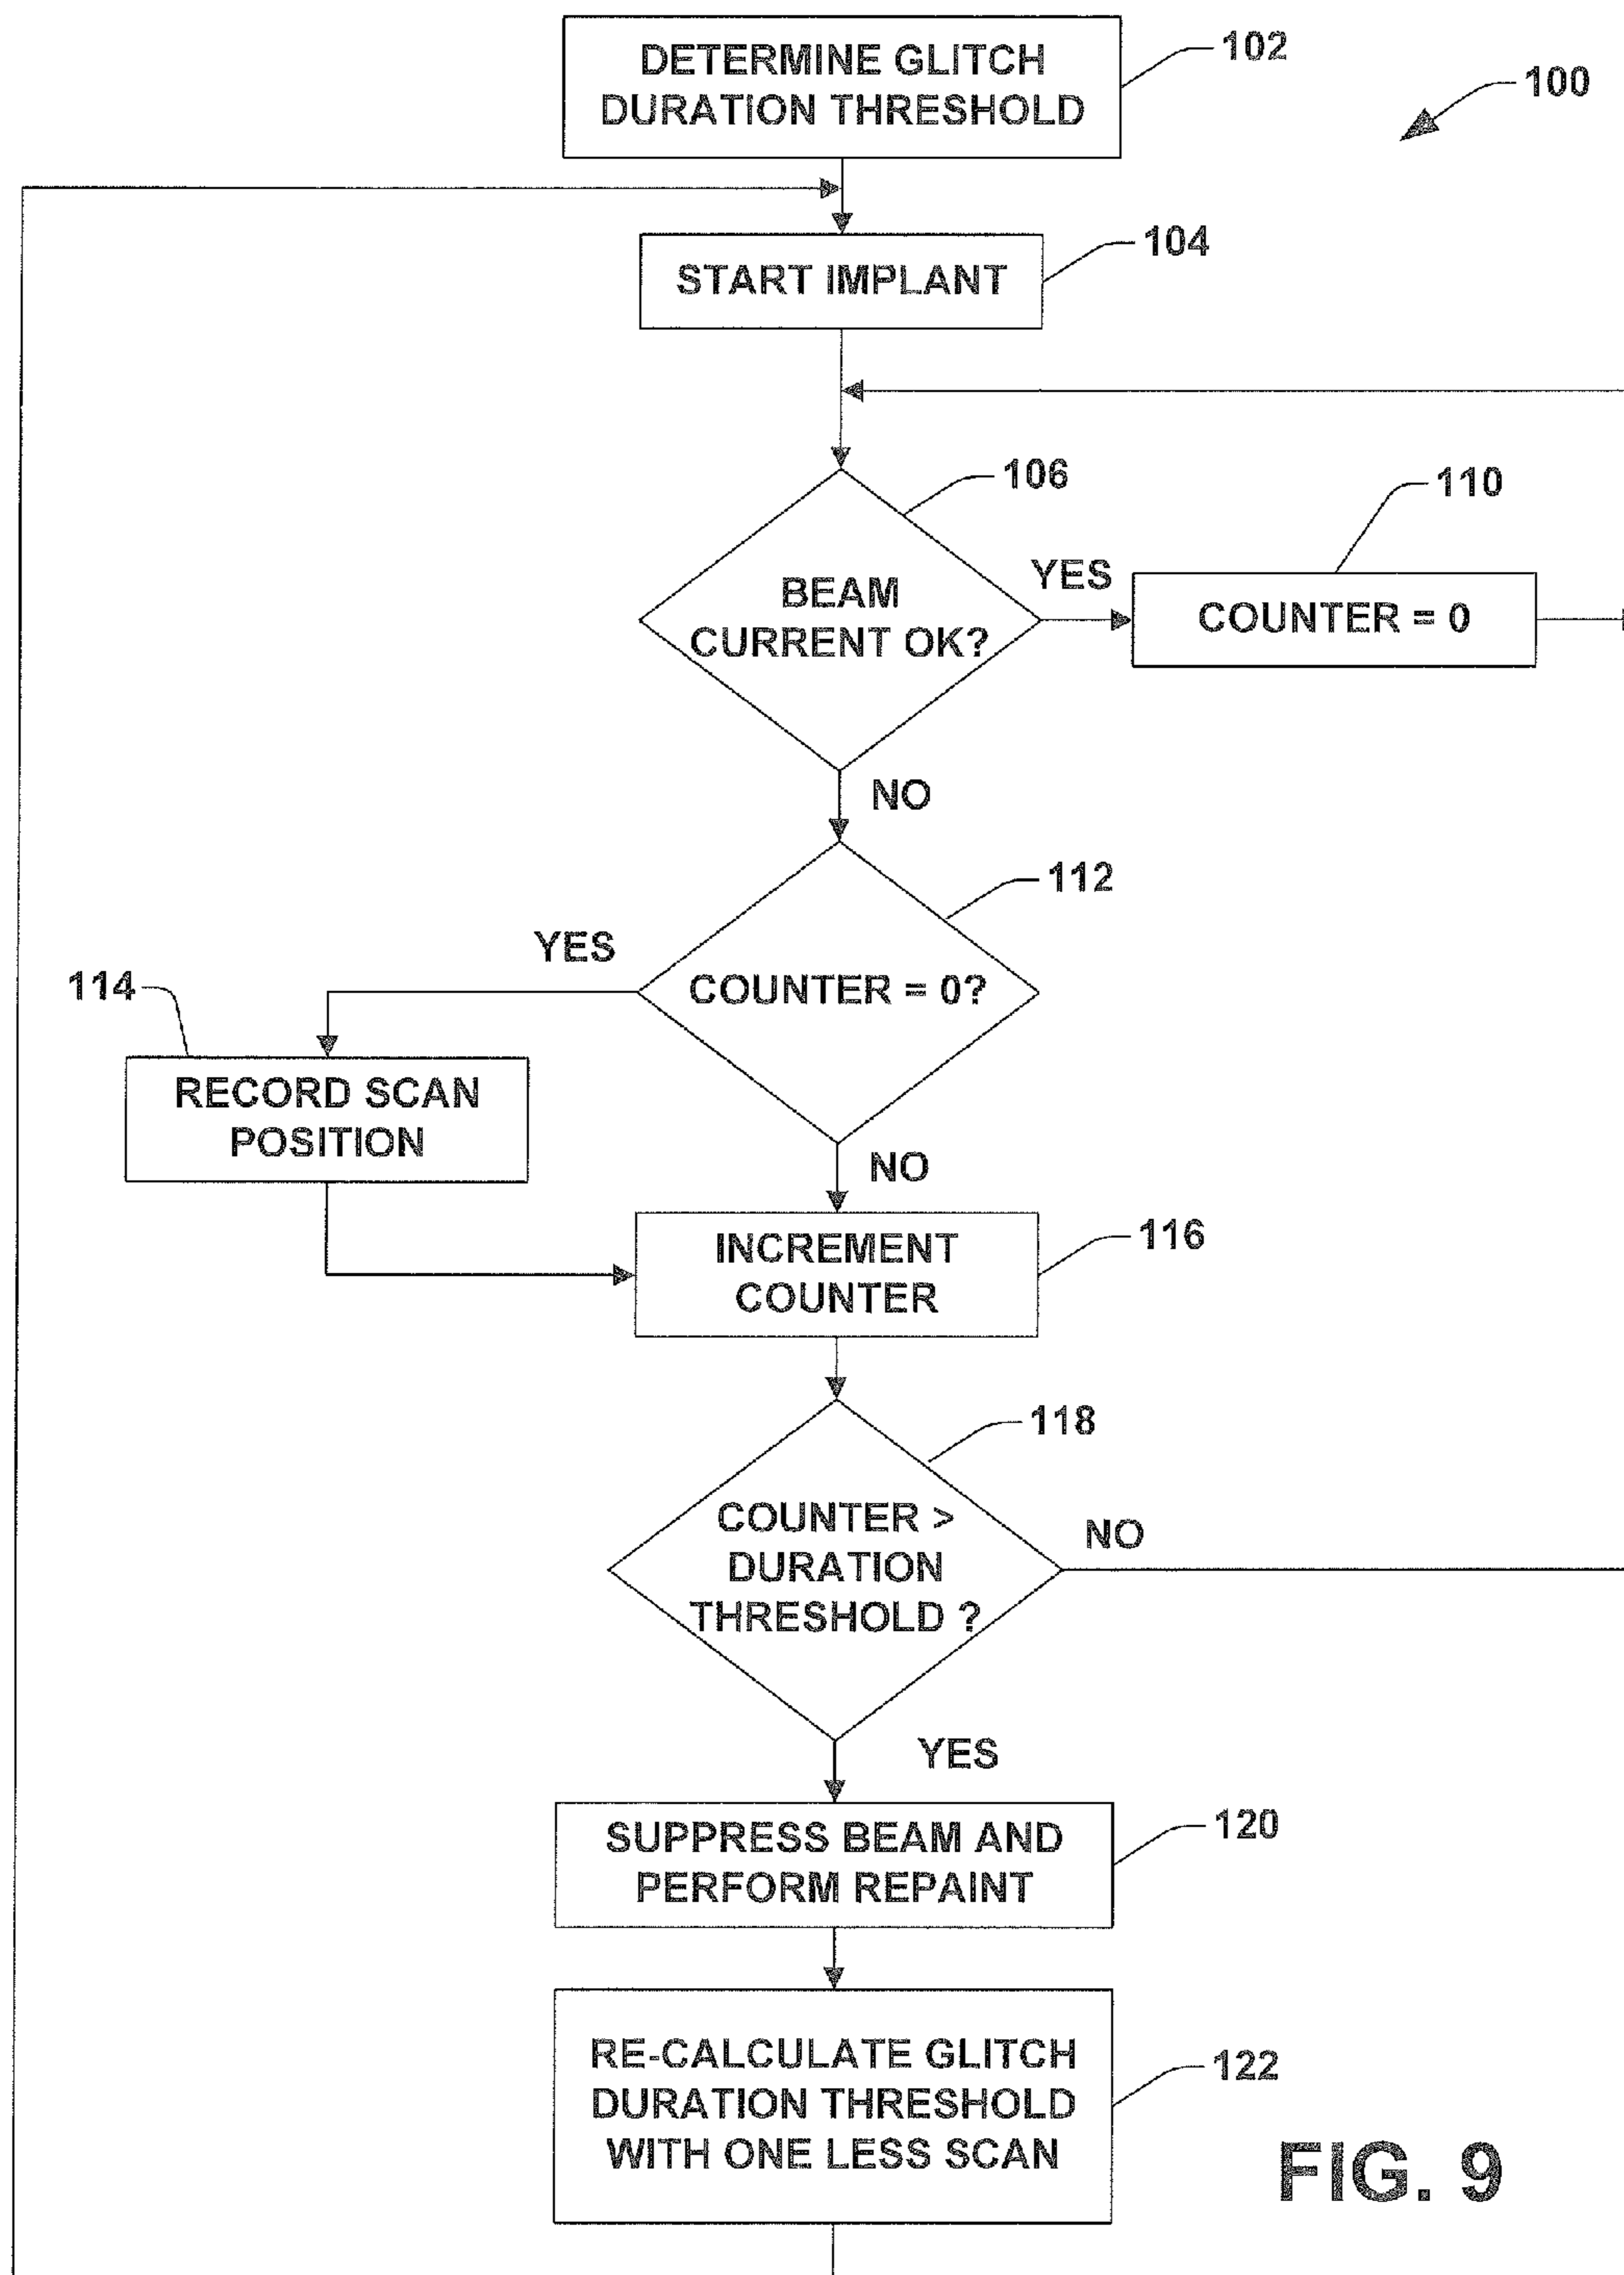 DETERMINE GLITCH
DURATION THRESHOLD
102
100
START IMPLANT
104
106
110
BEAM
CURRENT OK?
YES
COUNTER = 0
NO
112
YES
COUNTER = 0?
114
RECORD SCAN
POSITION
NO
INCREMENT
COUNTER
116
118
COUNTER >
DURATION
THRESHOLD ?
NO
YES
SUPPRESS BEAM AND
PERFORM REPAINT
120
RE-CALCULATE GLITCH
DURATION THRESHOLD
WITH ONE LESS SCAN
122
FIG. 9